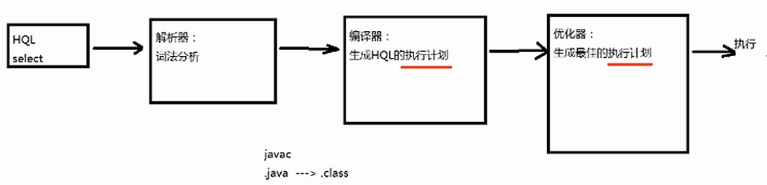 HQL
select
解析器：
词法分析
编译器：
生成HQL的执行计划
优化器：
生成最佳的执行计划
执行
javac
.java ---> .class